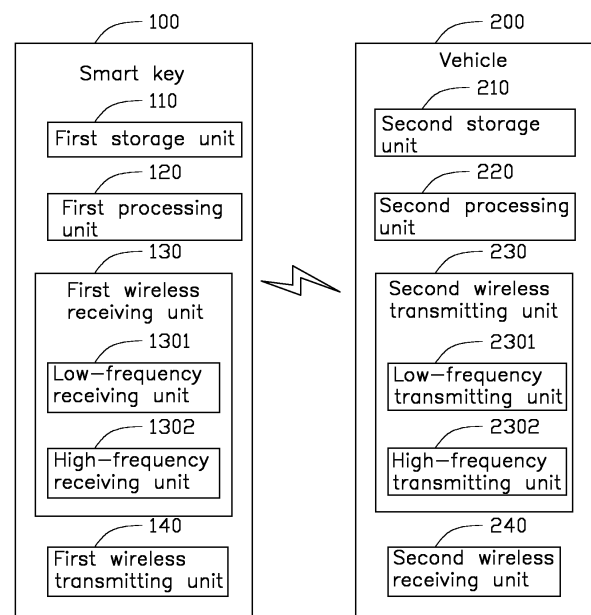 100
Smart key
110
First storage unit
120
First processing
unit
130
First wireless
receiving unit
1301
Low-frequency
receiving unit
1302
High-frequency
receiving unit
140
First wireless
transmitting unit
200
Vehicle
210
Second storage
unit
220
Second processing
unit
230
Second wireless
transmitting unit
2301
Low-frequency
transmitting unit
2302
High-frequency
transmitting unit
240
Second wireless
receiving unit